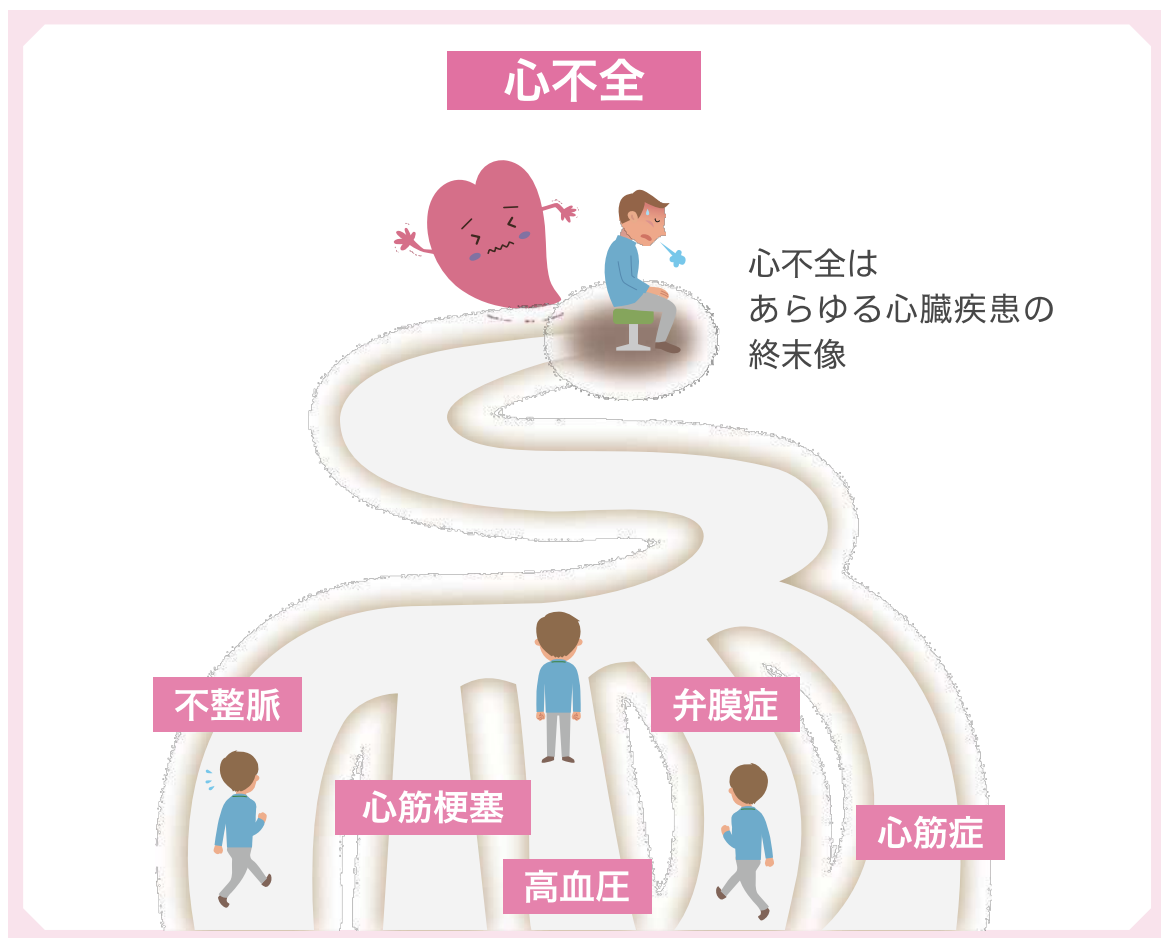 心不全
心不全は
あらゆる心臓疾患の
終末像
不整脈
弁膜症
心筋梗塞
心筋症
高血圧